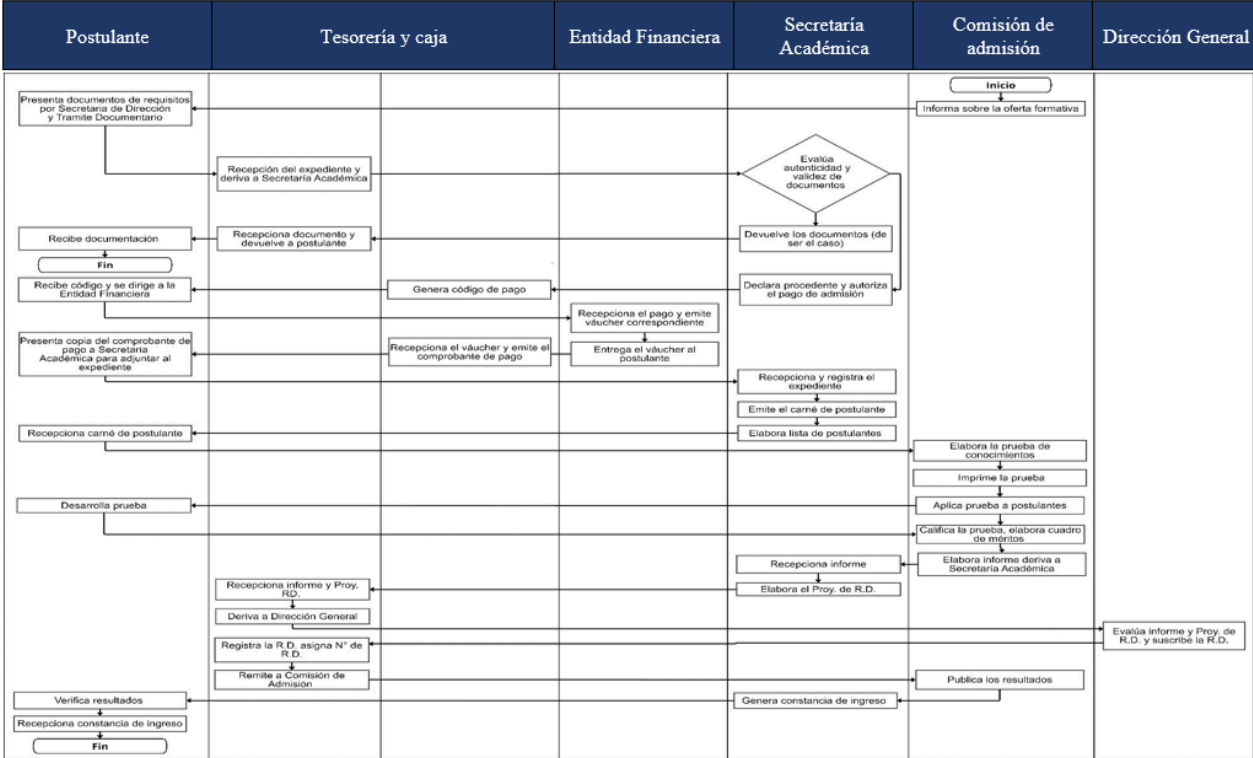 Postulante
Tesorería y caja
Entidad Financiera
Secretaría
Académica
Comisión de
admisión
Dirección General
Inicio
Presenta documentos de requisitos
por Secretaria de Dirección
y Tramite Documentario
Informa sobre la oferta formativa
Recepción del expediente y
deriva a Secretaría Académica
Evalúa
autenticidad y
validez de
documentos
Recibe documentación
Recepciona documento y
devuelve a postulante
Devuelve los documentos (de
ser el caso)
Fin
Recibe código y se dirige a la
Entidad Financiera
Genera código de pago
Declara procedente y autoriza
el pago de admisión
Recepciona el pago y emite
váucher correspondiente
Presenta copia del comprobante de
pago a Secretaría
Académica para adjuntar al
expediente
Recepciona el váucher y emite el
comprobante de pago
Entrega el váucher al
postulante
Recepciona y registra el
expediente
Emite el carné de postulante
Recepciona carné de postulante
Elabora lista de postulantes
Elabora la prueba de
conocimientos
Imprime la prueba
Desarrolla prueba
Aplica prueba a postulantes
Califica la prueba, elabora cuadro
de méritos
Recepciona informe
Elabora informe deriva a
Secretaría Académica
Recepciona informe y Proy.
RD.
Elabora el Proy. de R.D.
Deriva a Dirección General
Evalúa informe y Proy. de
R.D. y suscribe la R.D.
Registra la R.D. asigna N° de
R.D.
Remite a Comisión de
Admisión
Publica los resultados
Verifica resultados
Genera constancia de ingreso
Recepciona constancia de ingreso
Fin